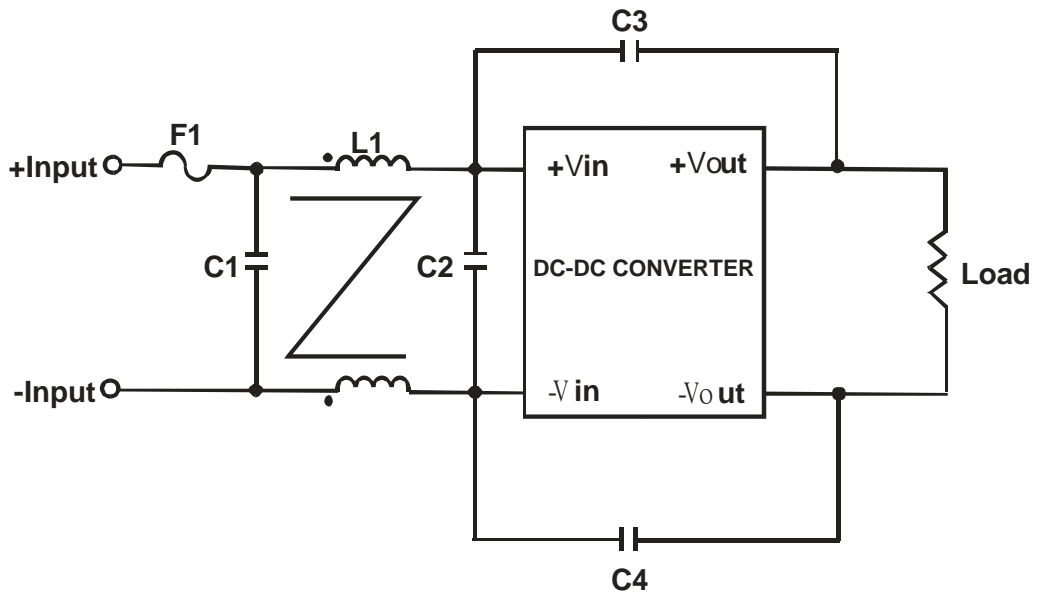 C3
F1
L1
+Input
+Vin
+Vout
C1
C2
DC-DC CONVERTER
Load
-Input
-Vin
-Vout
C4